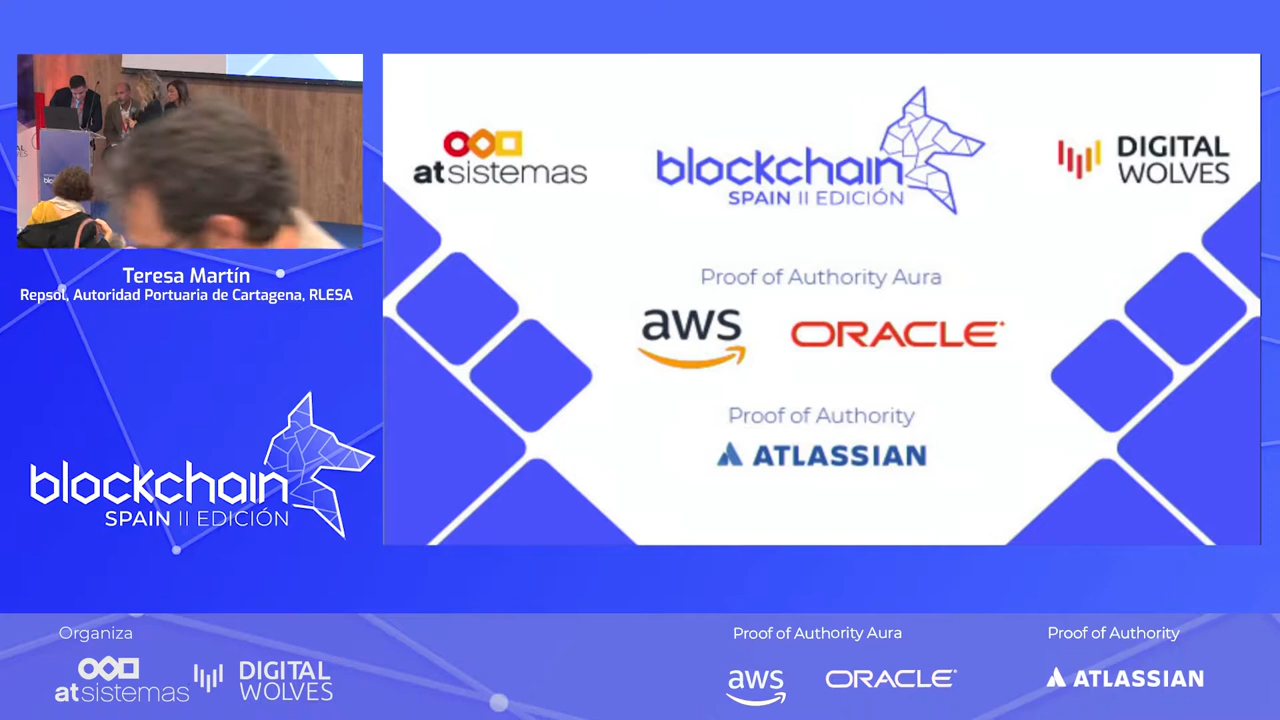 Teresa Martín
Repsol, Autoridad Portuaria de Cartagena, RLESA
blockchain
SPAIN II EDICIÓN
atsistemas
blockchain
SPAIN II EDICIÓN
DIGITAL
WOLVES
Proof of Authority Aura
aws
ORACLE
Proof of Authority
ATLASSIAN
Organiza
atsistemas
DIGITAL
WOLVES
Proof of Authority Aura
aws
ORACLE
Proof of Authority
ATLASSIAN